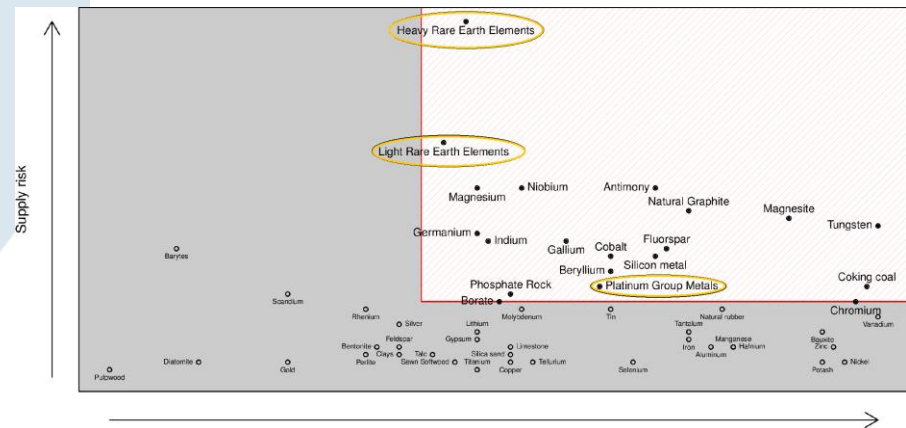 Supply risk
Heavy Rare Earth Elements
Light Rare Earth Elements
Magnesium
Niobium
Antimony
Natural Graphite
Magnesite
Tungsten
Germanium
Indium
Gallium
Cobalt
Fluorspar
Beryllium
Silicon metal
Barytes
Phosphate Rock
Platinum Group Metals
Coking coal
Scandium
Borate
Chromium
Rhenium
Molybdenum
Tin
Natural rubber
Vanadium
Silver
Lithium
Tantalum
Feldspar
Gypsum
Iron
Manganese
Bauxite
Bentonite
Limestone
Hafnium
Zinc
Clays
Talc
Silica sand
Aluminum
Diatomite
Gold
Perlite
Sawn Softwood
Titanium
Copper
Tellurium
Selenium
Potash
Nickel
Pulpwood